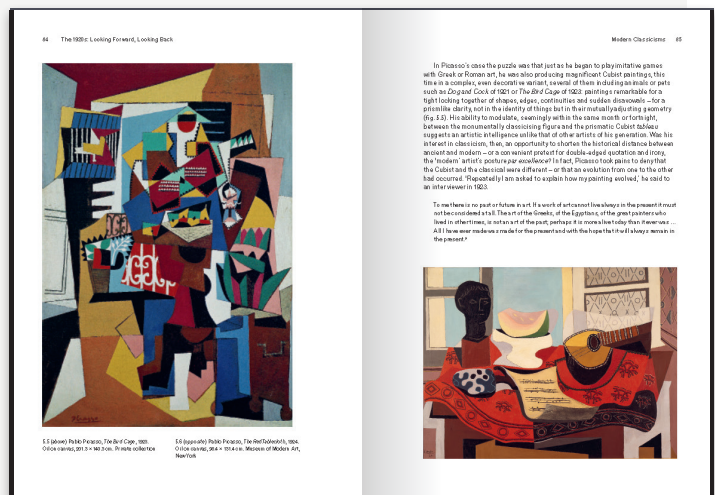 84 The 1920s: Looking Forward, Looking Back
Picasso
5.5 (above) Pablo Picasso, The Bird Cage, 1923.
Oil on canvas, 201.3 × 140.3 cm. Private collection
5.6 (opposite) Pablo Picasso, The Red Tablecloth, 1924.
Oil on canvas, 98.4 × 131.4 cm. Museum of Modern Art,
New York
Modern Classicisms 85
In Picasso's case the puzzle was that just as he began to play imitative games
with Greek or Roman art, he was also producing magnificent Cubist paintings, this
time in a complex, even decorative variant, several of them including animals or pets
such as Dog and Cock of 1921 or The Bird Cage of 1923: paintings remarkable for a
tight locking together of shapes, edges, continuities and sudden disavowals – for a
prismlike clarity, not in the identity of things but in their mutually adjusting geometry
(fig. 5.5). His ability to modulate, seemingly within the same month or fortnight,
between the monumentally classicising figure and the prismatic Cubist tableau
suggests an artistic intelligence unlike that of other artists of his generation. Was his
interest in classicism, then, an opportunity to shorten the historical distance between
ancient and modern – or a convenient pretext for double-edged quotation and irony,
the 'modern' artist's posture par excellence? In fact, Picasso took pains to deny that
the Cubist and the classical were different – or that an evolution from one to the other
had occurred. 'Repeatedly I am asked to explain how my painting evolved,' he said to
an interviewer in 1923.
To me there is no past or future in art. If a work of art cannot live always in the present it must
not be considered at all. The art of the Greeks, of the Egyptians, of the great painters who
lived in other times, is not an art of the past; perhaps it is more alive today than it ever was ...
All I have ever made was made for the present and with the hope that it will always remain in
the present.